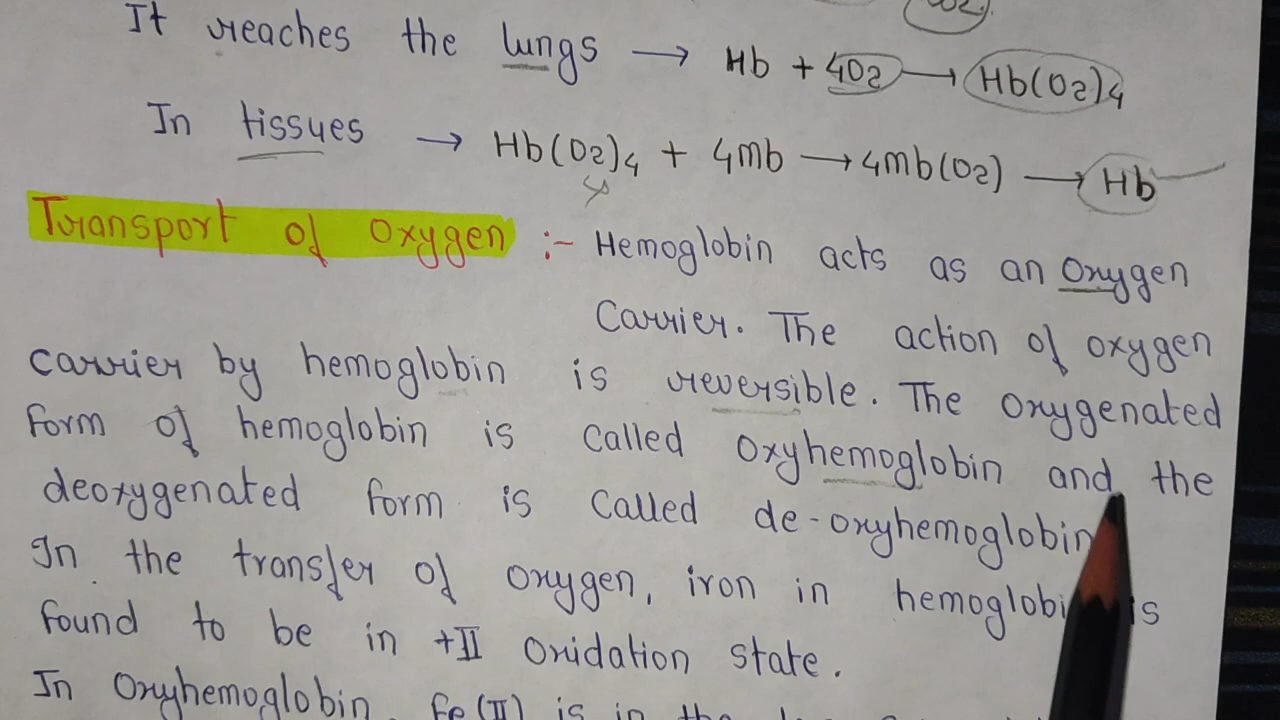 It reaches the lungs → Hb + 4O2 → Hb(O2)4
In tissues → Hb(O2)4 + 4mb → 4mb(O2) → Hb
Transport of Oxygen :- Hemoglobin acts as an Oxygen
Carrier. The action of oxygen
carrier by hemoglobin is reversible. The oxygenated
form of hemoglobin is called oxyhemoglobin and the
deoxygenated form is called de-oxyhemoglobin
In the transfer of oxygen, iron in hemoglobin is
found to be in +II oxidation state.
In Oxyhemoglobin Fe(II) is in the